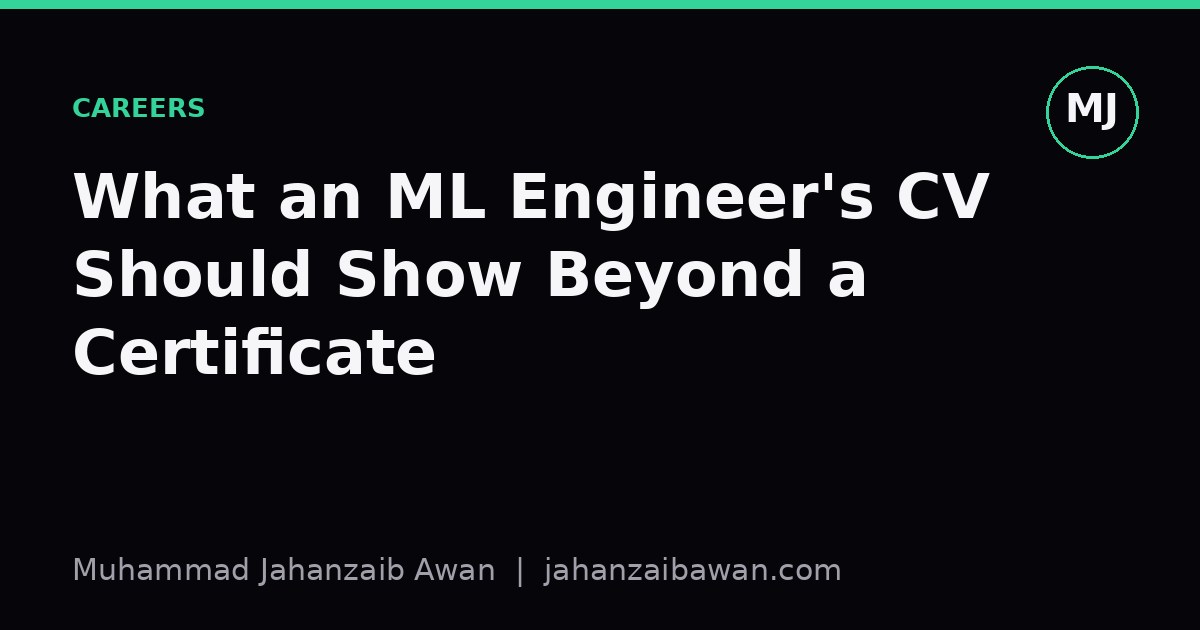 CAREERS
MJ
What an ML Engineer's CV
Should Show Beyond a
Certificate
Muhammad Jahanzaib Awan | jahanzaibawan.com